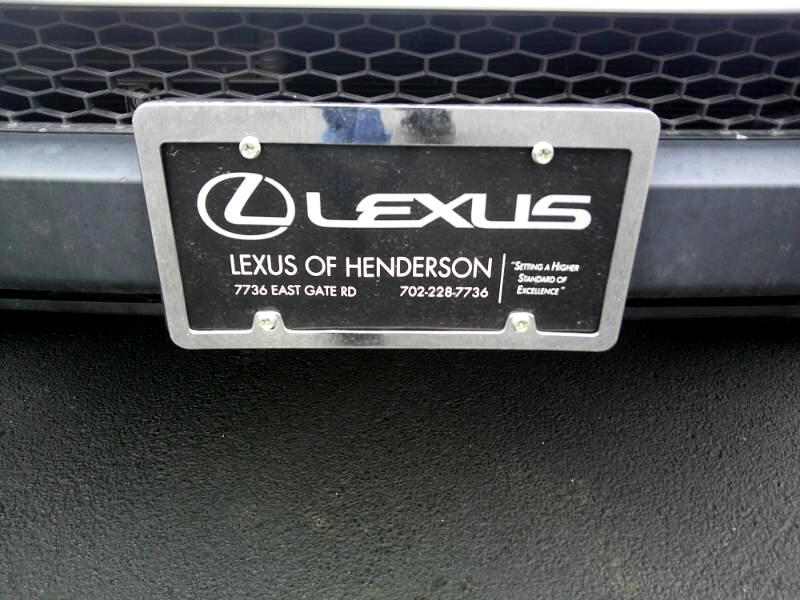 LEXUS
LEXUS OF HENDERSON
7736 EAST GATE RD 702-228-7736
"SETTING A HIGHER
STANDARD OF
EXCELLENCE"